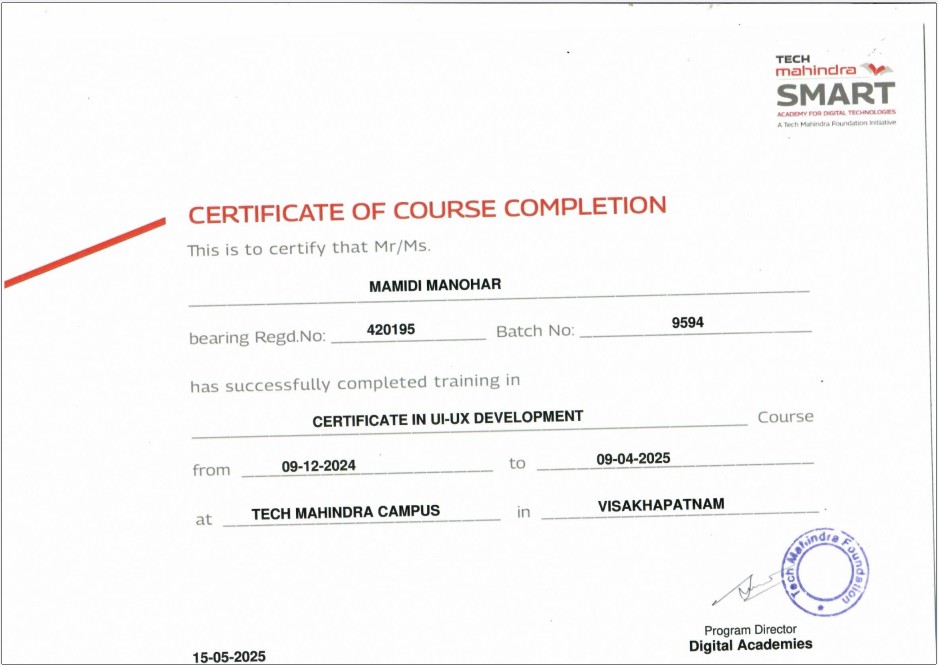 TECH
mahindra
SMART
ACADEMY FOR DIGITAL TECHNOLOGIES
A Tech Mahindra Foundation Initiative
CERTIFICATE OF COURSE COMPLETION
This is to certify that Mr/Ms.
MAMIDI MANOHAR
bearing Regd.No: 420195 Batch No: 9594
has successfully completed training in
CERTIFICATE IN UI-UX DEVELOPMENT Course
from 09-12-2024 to 09-04-2025
at TECH MAHINDRA CAMPUS in VISAKHAPATNAM .
Tech Mahindra Foundation
Program Director
Digital Academies
15-05-2025